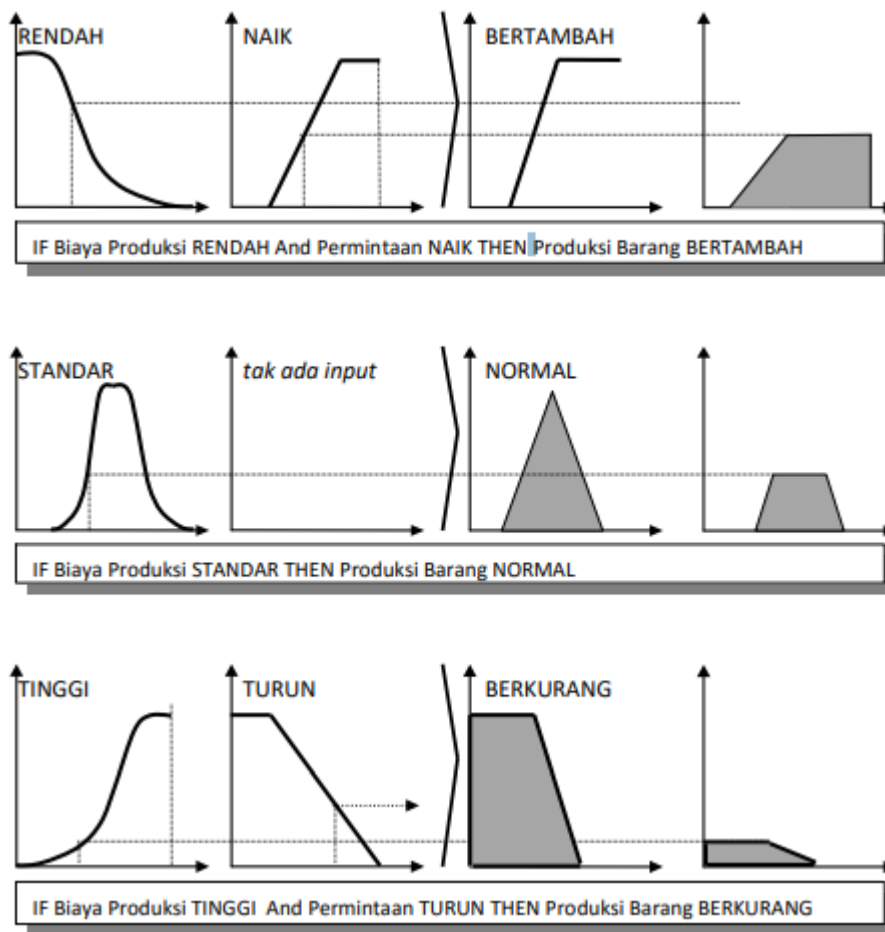 RENDAH
NAIK
BERTAMBAH
IF Biaya Produksi RENDAH And Permintaan NAIK THEN Produksi Barang BERTAMBAH
STANDAR
tak ada input
NORMAL
IF Biaya Produksi STANDAR THEN Produksi Barang NORMAL
TINGGI
TURUN
BERKURANG
IF Biaya Produksi TINGGI And Permintaan TURUN THEN Produksi Barang BERKURANG